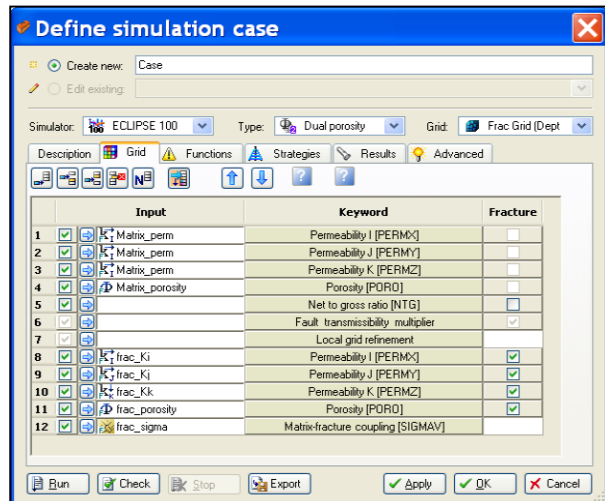 Define simulation case
Create new: Case
Edit existing:
Simulator: ECLIPSE 100 Type: Dual porosity Grid: Frac Grid (Dept
Description Grid Functions Strategies Results Advanced
Input Keyword Fracture
1 Matrix_perm Permeability I [PERMX]
2 Matrix_perm Permeability J [PERMY]
3 Matrix_perm Permeability K [PERMZ]
4 Matrix_porosity Porosity [PORO]
5 Net to gross ratio [NTG]
6 Fault transmissibility multiplier
7 Local grid refinement
8 frac_Ki Permeability I [PERMX]
9 frac_Kj Permeability J [PERMY]
10 frac_Kk Permeability K [PERMZ]
11 frac_porosity Porosity [PORO]
12 frac_sigma Matrix-fracture coupling [SIGMAV]
Run Check Stop Export Apply OK Cancel